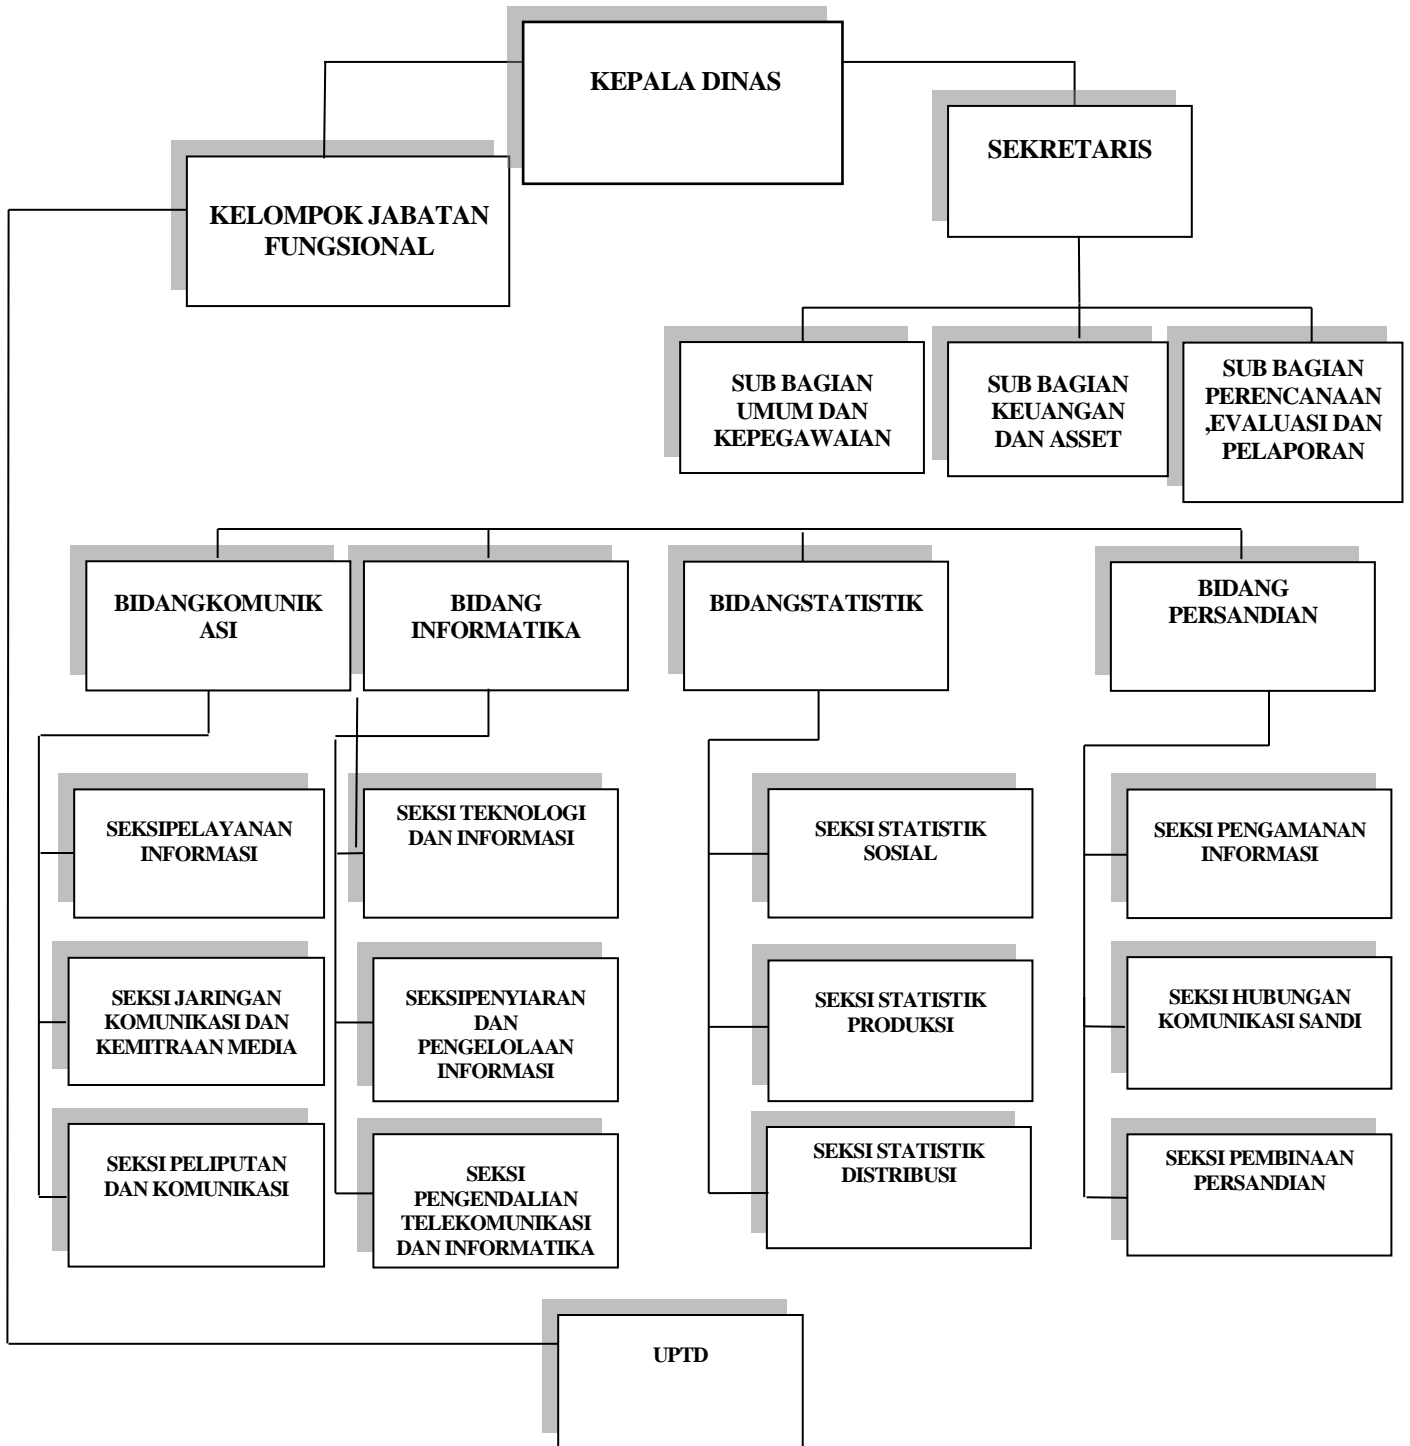 KEPALA DINAS
SEKRETARIS
KELOMPOK JABATAN
FUNGSIONAL
SUB BAGIAN
UMUM DAN
KEPEGAWAIAN
SUB BAGIAN
KEUANGAN
DAN ASSET
SUB BAGIAN
PERENCANAAN
,EVALUASI DAN
PELAPORAN
BIDANGKOMUNIK
ASI
BIDANG
INFORMATIKA
BIDANGSTATISTIK
BIDANG
PERSANDIAN
SEKSIPELAYANAN
INFORMASI
SEKSI TEKNOLOGI
DAN INFORMASI
SEKSI STATISTIK
SOSIAL
SEKSI PENGAMANAN
INFORMASI
SEKSI JARINGAN
KOMUNIKASI DAN
KEMITRAAN MEDIA
SEKSIPENYIARAN
DAN
PENGELOLAAN
INFORMASI
SEKSI STATISTIK
PRODUKSI
SEKSI HUBUNGAN
KOMUNIKASI SANDI
SEKSI PELIPUTAN
DAN KOMUNIKASI
SEKSI
PENGENDALIAN
TELEKOMUNIKASI
DAN INFORMATIKA
SEKSI STATISTIK
DISTRIBUSI
SEKSI PEMBINAAN
PERSANDIAN
UPTD